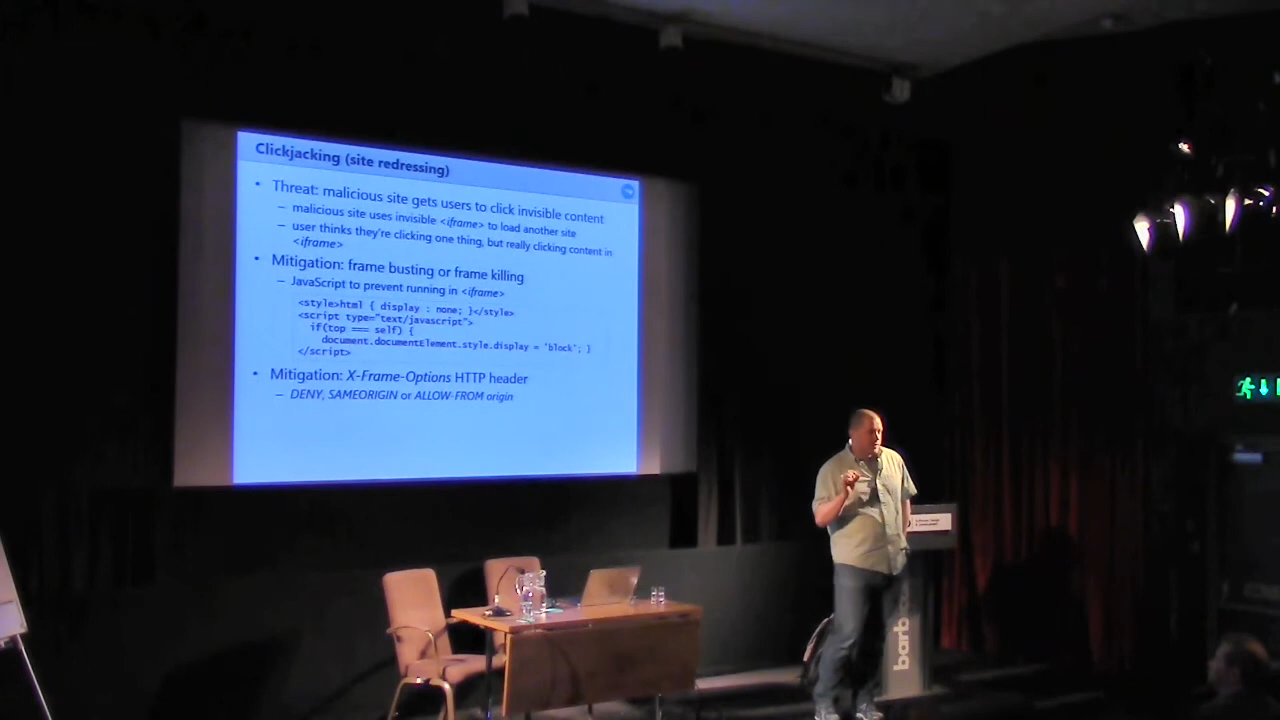 Clickjacking (site redressing)
• Threat: malicious site gets users to click invisible content
– malicious site uses invisible <iframe> to load another site
– user thinks they're clicking one thing, but really clicking content in
<iframe>
• Mitigation: frame busting or frame killing
– JavaScript to prevent running in <iframe>
<style>html { display : none; }</style>
<script type="text/javascript">
if(top === self) {
document.documentElement.style.display = 'block'; }
</script>
• Mitigation: X-Frame-Options HTTP header
– DENY, SAMEORIGIN or ALLOW-FROM origin
barb